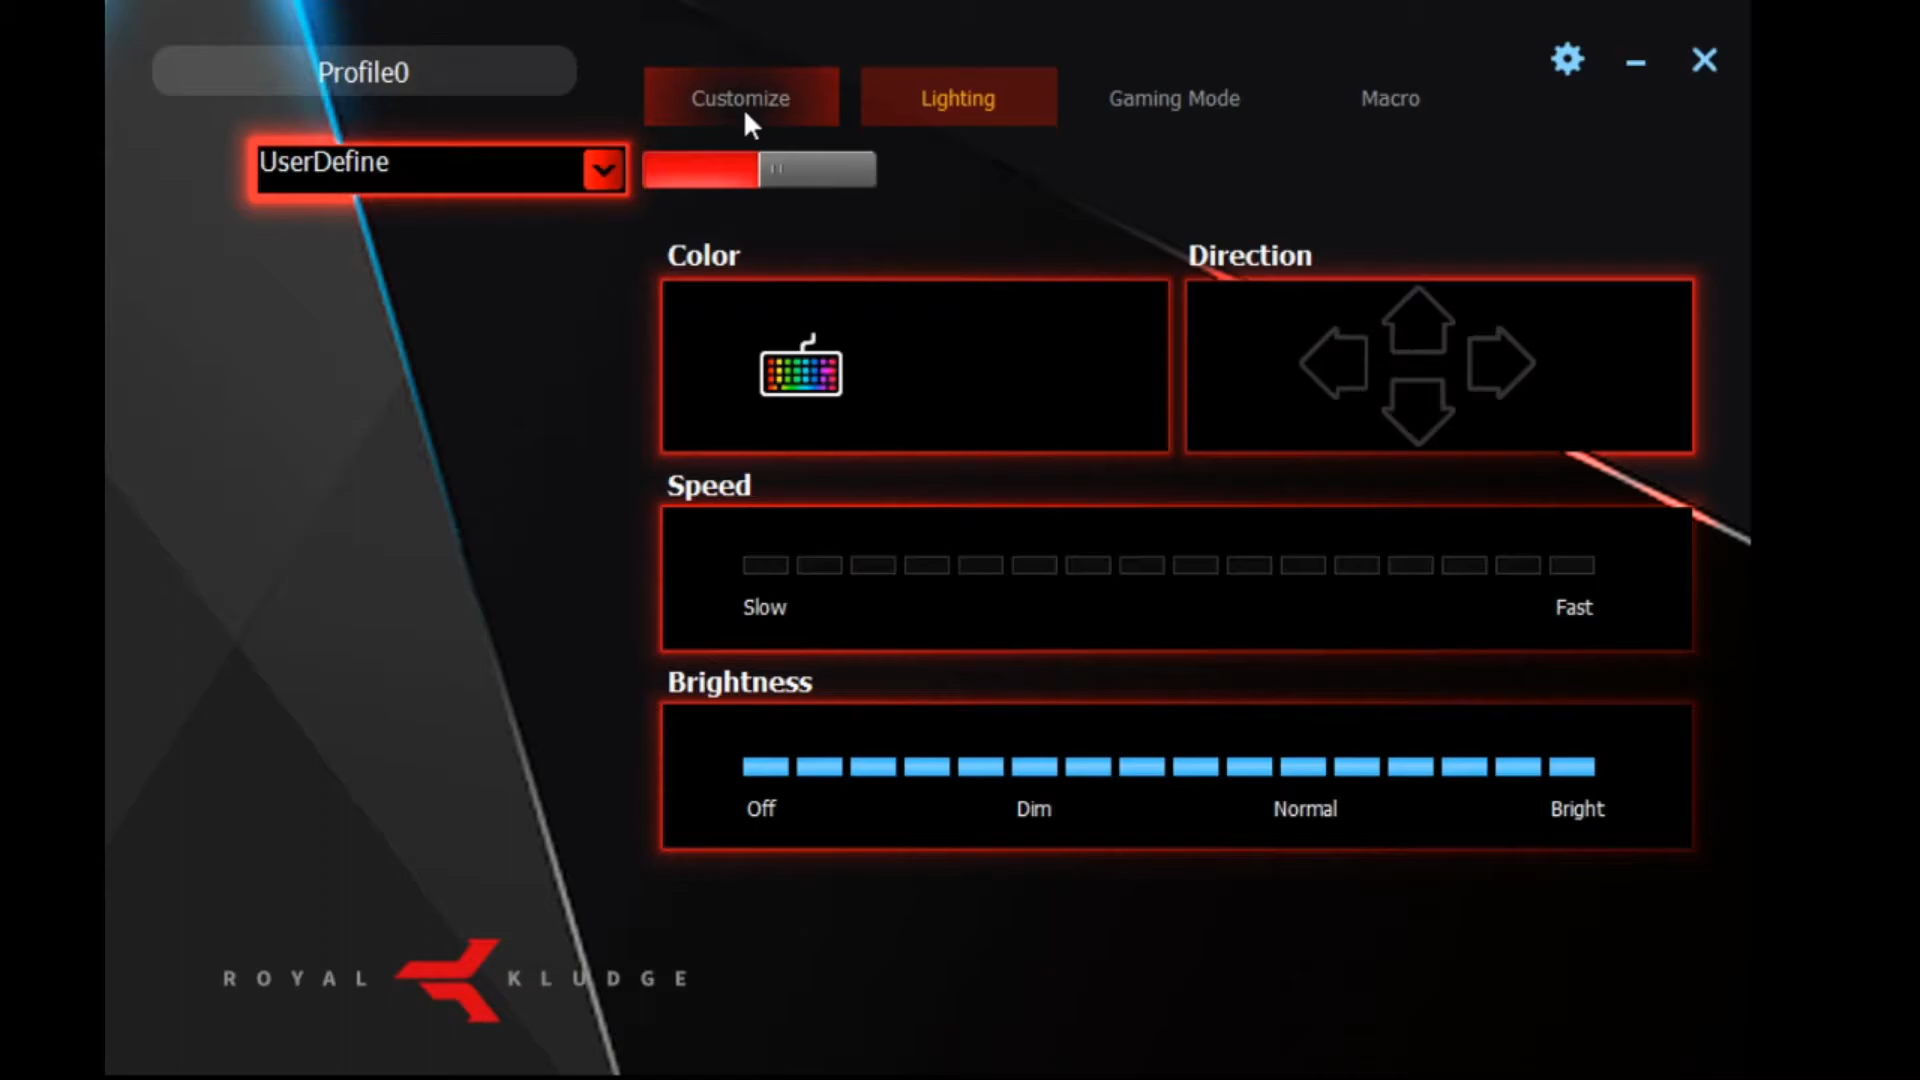 Profile0
Customize
Lighting
Gaming Mode
Macro
UserDefine
Color
Direction
Speed
Slow
Fast
Brightness
Off
Dim
Normal
Bright
ROYAL KLUDGE